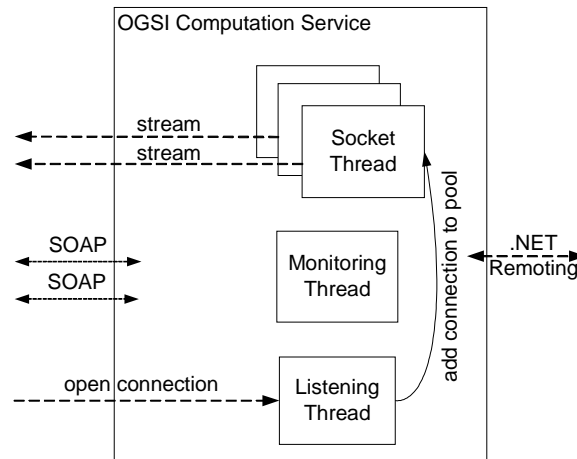 OGSI Computation Service
stream
stream
Socket
Thread
SOAP
SOAP
Monitoring
Thread
add connection to pool
.NET
Remoting
open connection
Listening
Thread